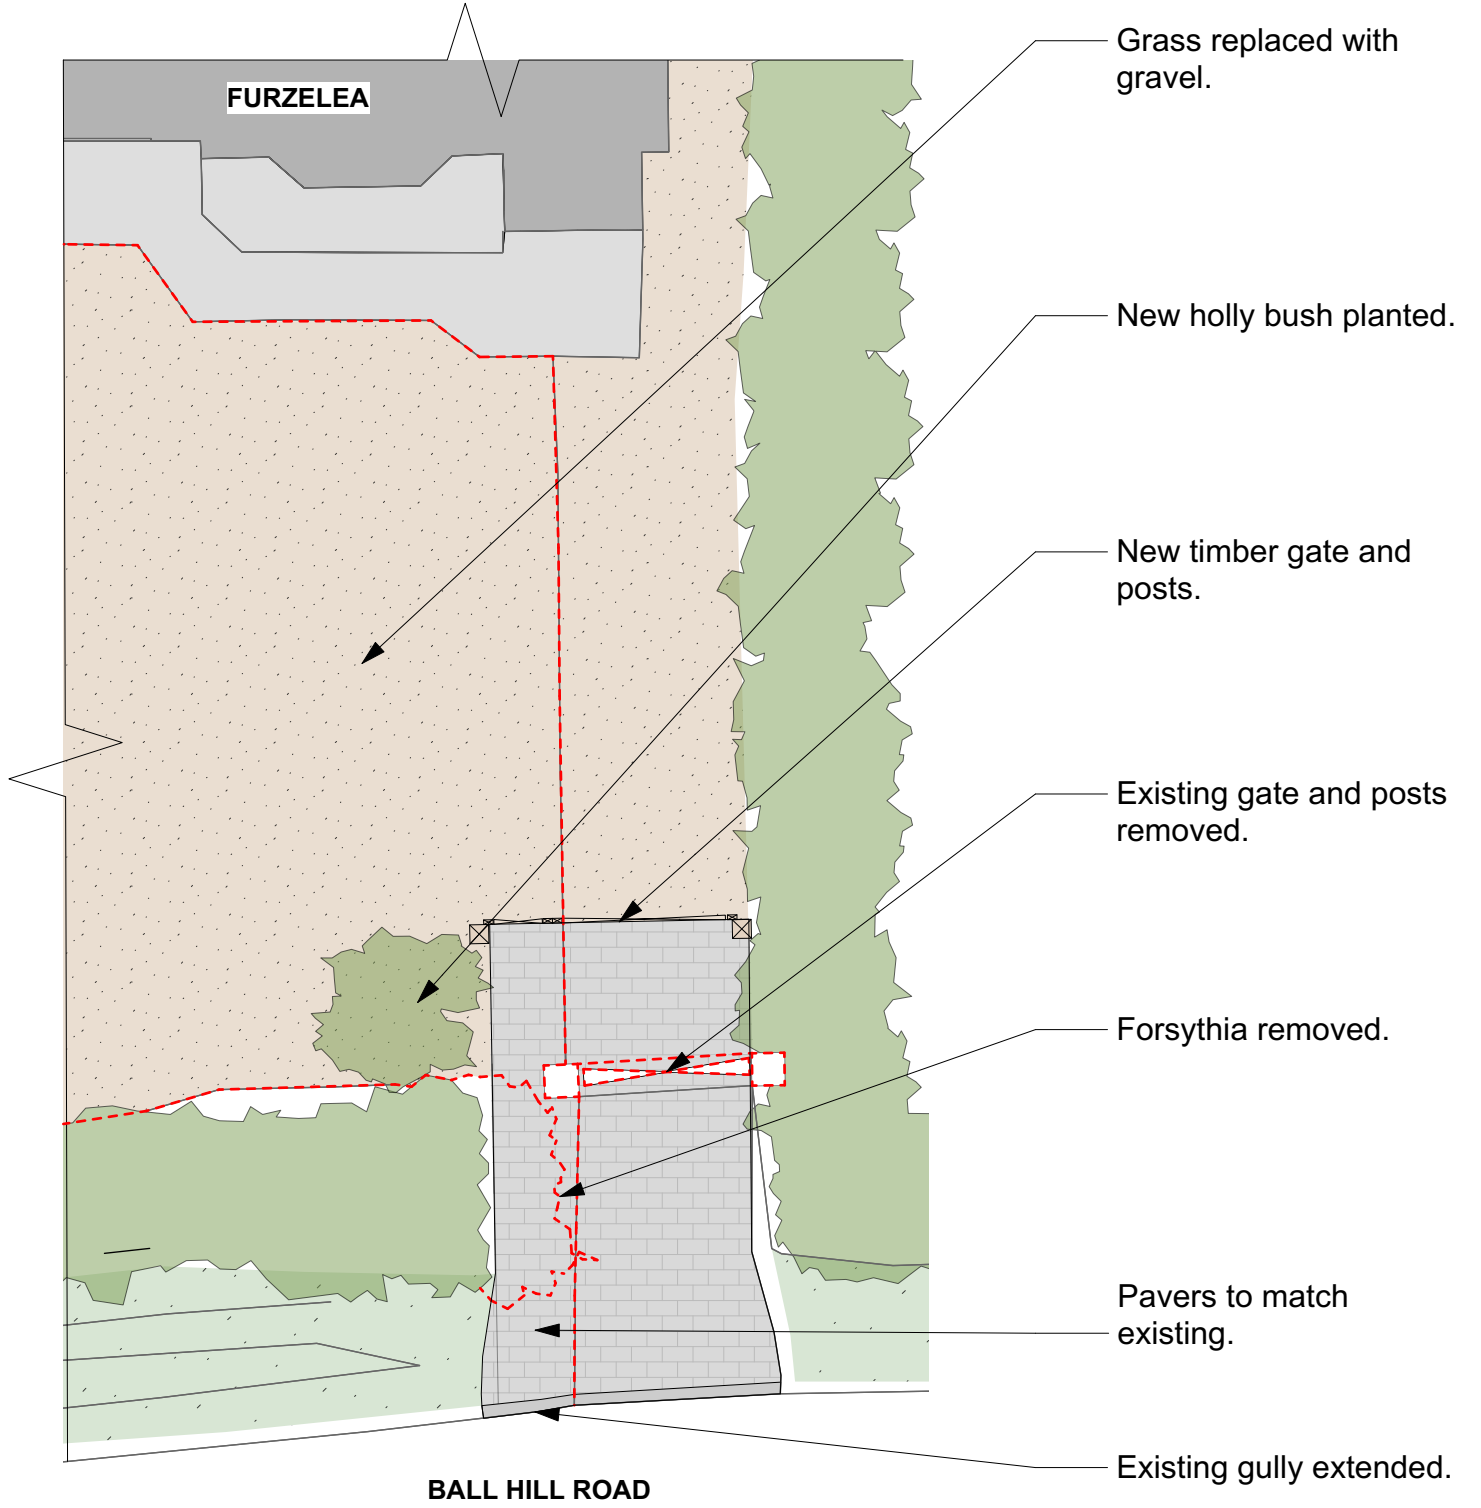 Grass replaced with
gravel.
FURZELEA
New holly bush planted.
New timber gate and
posts.
Existing gate and posts
removed.
Forsythia removed.
Pavers to match
existing.
Existing gully extended.
BALL HILL ROAD